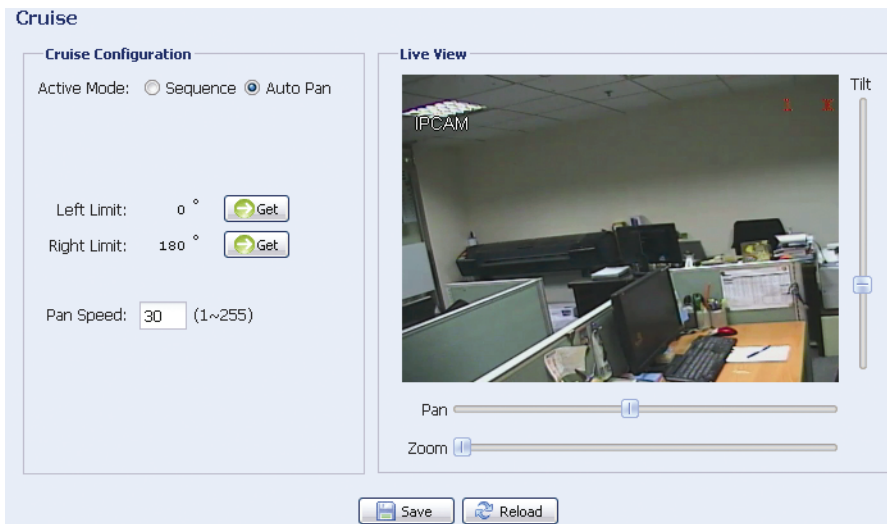 Cruise
Cruise Configuration
Active Mode: Sequence Auto Pan
Left Limit: 0 ° Get
Right Limit: 180 ° Get
Pan Speed: 30 (1~255)
Live View
IPCAM
Tilt
Pan
Zoom
Save Reload